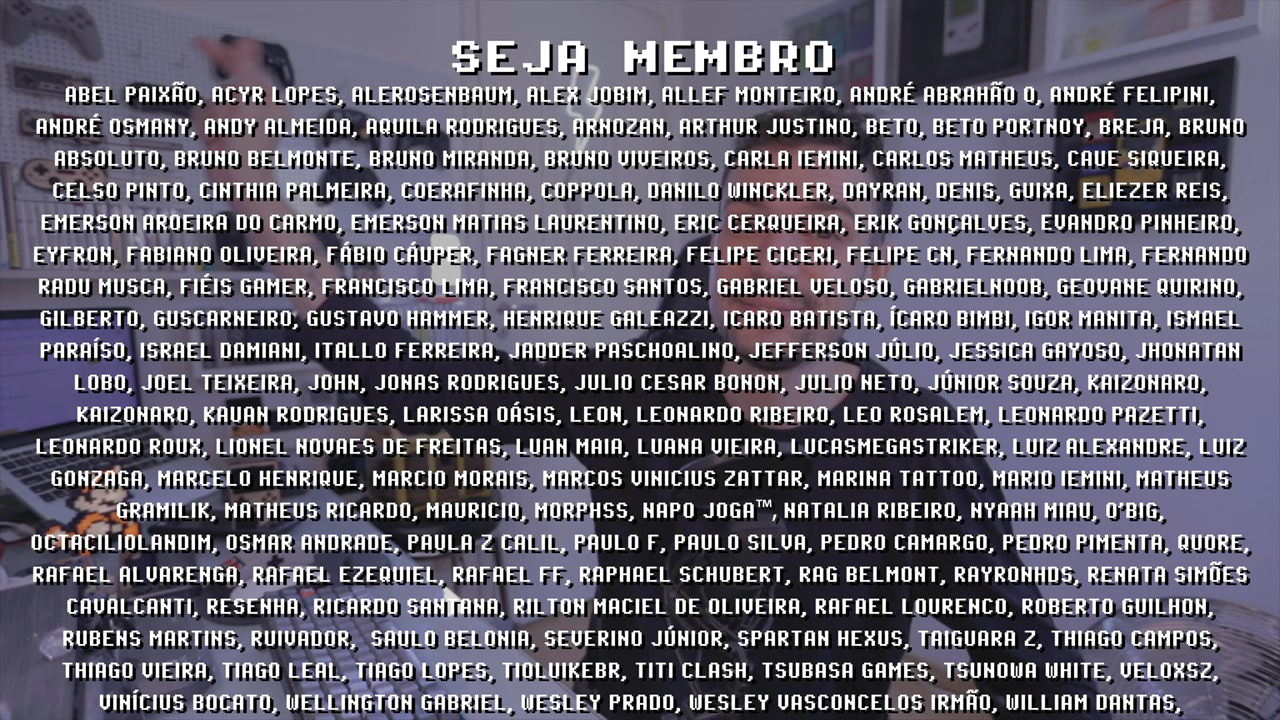 SEJA MEMBRO
ABEL PAIXÃO, ACYR LOPES, ALEROSENBAUM, ALEX JOBIM, ALLEF MONTEIRO, ANDRÉ ABRAHÃO O, ANDRÉ FELIPINI,
ANDRÉ OSMANY, ANDY ALMEIDA, AQUILA RODRIGUES, ARNOZAN, ARTHUR JUSTINO, BETO, BETO PORTNOY, BREJA, BRUNO
ABSOLUTO, BRUNO BELMONTE, BRUNO MIRANDA, BRUNO VIVEIROS, CARLA IEMINI, CARLOS MATHEUS, CAUE SIQUEIRA,
CELSO PINTO, CINTHIA PALMEIRA, COERAFINHA, COPPOLA, DANILO WINCKLER, DAYRAN, DENIS, GUIXA, ELIEZER REIS,
EMERSON AROEIRA DO CARMO, EMERSON MATIAS LAURENTINO, ERIC CERQUEIRA, ERIK GONÇALVES, EVANDRO PINHEIRO,
EYFRON, FABIANO OLIVEIRA, FÁBIO CÁUPER, FAGNER FERREIRA, FELIPE CICERI, FELIPE CN, FERNANDO LIMA, FERNANDO
RADU MUSCA, FIÉIS GAMER, FRANCISCO LIMA, FRANCISCO SANTOS, GABRIEL VELOSO, GABRIELNOOB, GEOVANE QUIRINO,
GILBERTO, GUSCARNEIRO, GUSTAVO HAMMER, HENRIQUE GALEAZZI, ICARO BATISTA, ÍCARO BIMBI, IGOR MANITA, ISMAEL
PARAÍSO, ISRAEL DAMIANI, ITALLO FERREIRA, JADDER PASCHOALINO, JEFFERSON JÚLIO, JESSICA GAYOSO, JHONATAN
LOBO, JOEL TEIXEIRA, JOHN, JONAS RODRIGUES, JULIO CESAR BONON, JULIO NETO, JÚNIOR SOUZA, KAIZONARO,
KAIZONARO, KAUAN RODRIGUES, LARISSA OÁSIS, LEON, LEONARDO RIBEIRO, LEO ROSALEM, LEONARDO PAZETTI,
LEONARDO ROUX, LIONEL NOVAES DE FREITAS, LUAN MAIA, LUANA VIEIRA, LUCASMEGASTRIKER, LUIZ ALEXANDRE, LUIZ
GONZAGA, MARCELO HENRIQUE, MARCIO MORAIS, MARCOS VINICIUS ZATTAR, MARINA TATTOO, MARIO IEMINI, MATHEUS
GRAMILIK, MATHEUS RICARDO, MAURICIO, MORPHSS, NAPO JOGA™, NATALIA RIBEIRO, NYAAH MIAU, O'BIG,
OCTACILIOLANDIM, OSMAR ANDRADE, PAULA Z CALIL, PAULO F, PAULO SILVA, PEDRO CAMARGO, PEDRO PIMENTA, QUORE,
RAFAEL ALVARENGA, RAFAEL EZEQUIEL, RAFAEL FF, RAPHAEL SCHUBERT, RAG BELMONT, RAYRONHDS, RENATA SIMÕES
CAVALCANTI, RESENHA, RICARDO SANTANA, RILTON MACIEL DE OLIVEIRA, RAFAEL LOURENCO, ROBERTO GUILHON,
RUBENS MARTINS, RUIVADOR, SAULO BELONIA, SEVERINO JÚNIOR, SPARTAN HEXUS, TAIGUARA Z, THIAGO CAMPOS,
THIAGO VIEIRA, TIAGO LEAL, TIAGO LOPES, TIOLUIKEBR, TITI CLASH, TSUBASA GAMES, TSUNOWA WHITE, VELOXSZ,
VINÍCIUS BOCATO, WELLINGTON GABRIEL, WESLEY PRADO, WESLEY VASCONCELOS IRMÃO, WILLIAM DANTAS,